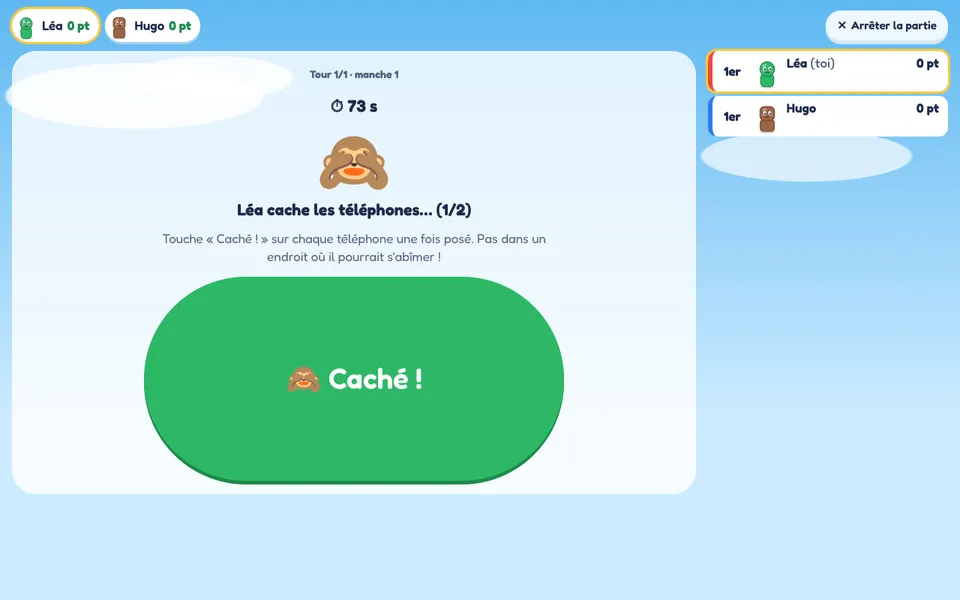 Léa 0 pt
Hugo 0 pt
✕ Arrêter la partie
Tour 1/1 · manche 1
⏱ 73 s
Léa cache les téléphones... (1/2)
Touche « Caché ! » sur chaque téléphone une fois posé. Pas dans un
endroit où il pourrait s'abîmer !
🙈 Caché !
1er Léa (toi) 0 pt
1er Hugo 0 pt